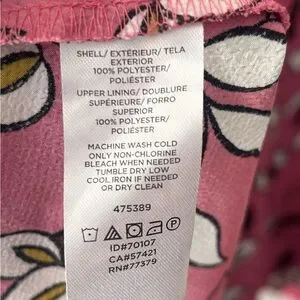 SHELL/ EXTÉRIEUR/ TELA
EXTERIOR
100% POLYESTER/
POLIÉSTER
UPPER LINING/ DOUBLURE
SUPÉRIEURE/ FORRO
SUPERIOR
100% POLYESTER/
POLIÉSTER
MACHINE WASH COLD
ONLY NON-CHLORINE
BLEACH WHEN NEEDED
TUMBLE DRY LOW
COOL IRON IF NEEDED
OR DRY CLEAN
475389
ID#70107
CA#57421
RN#77379